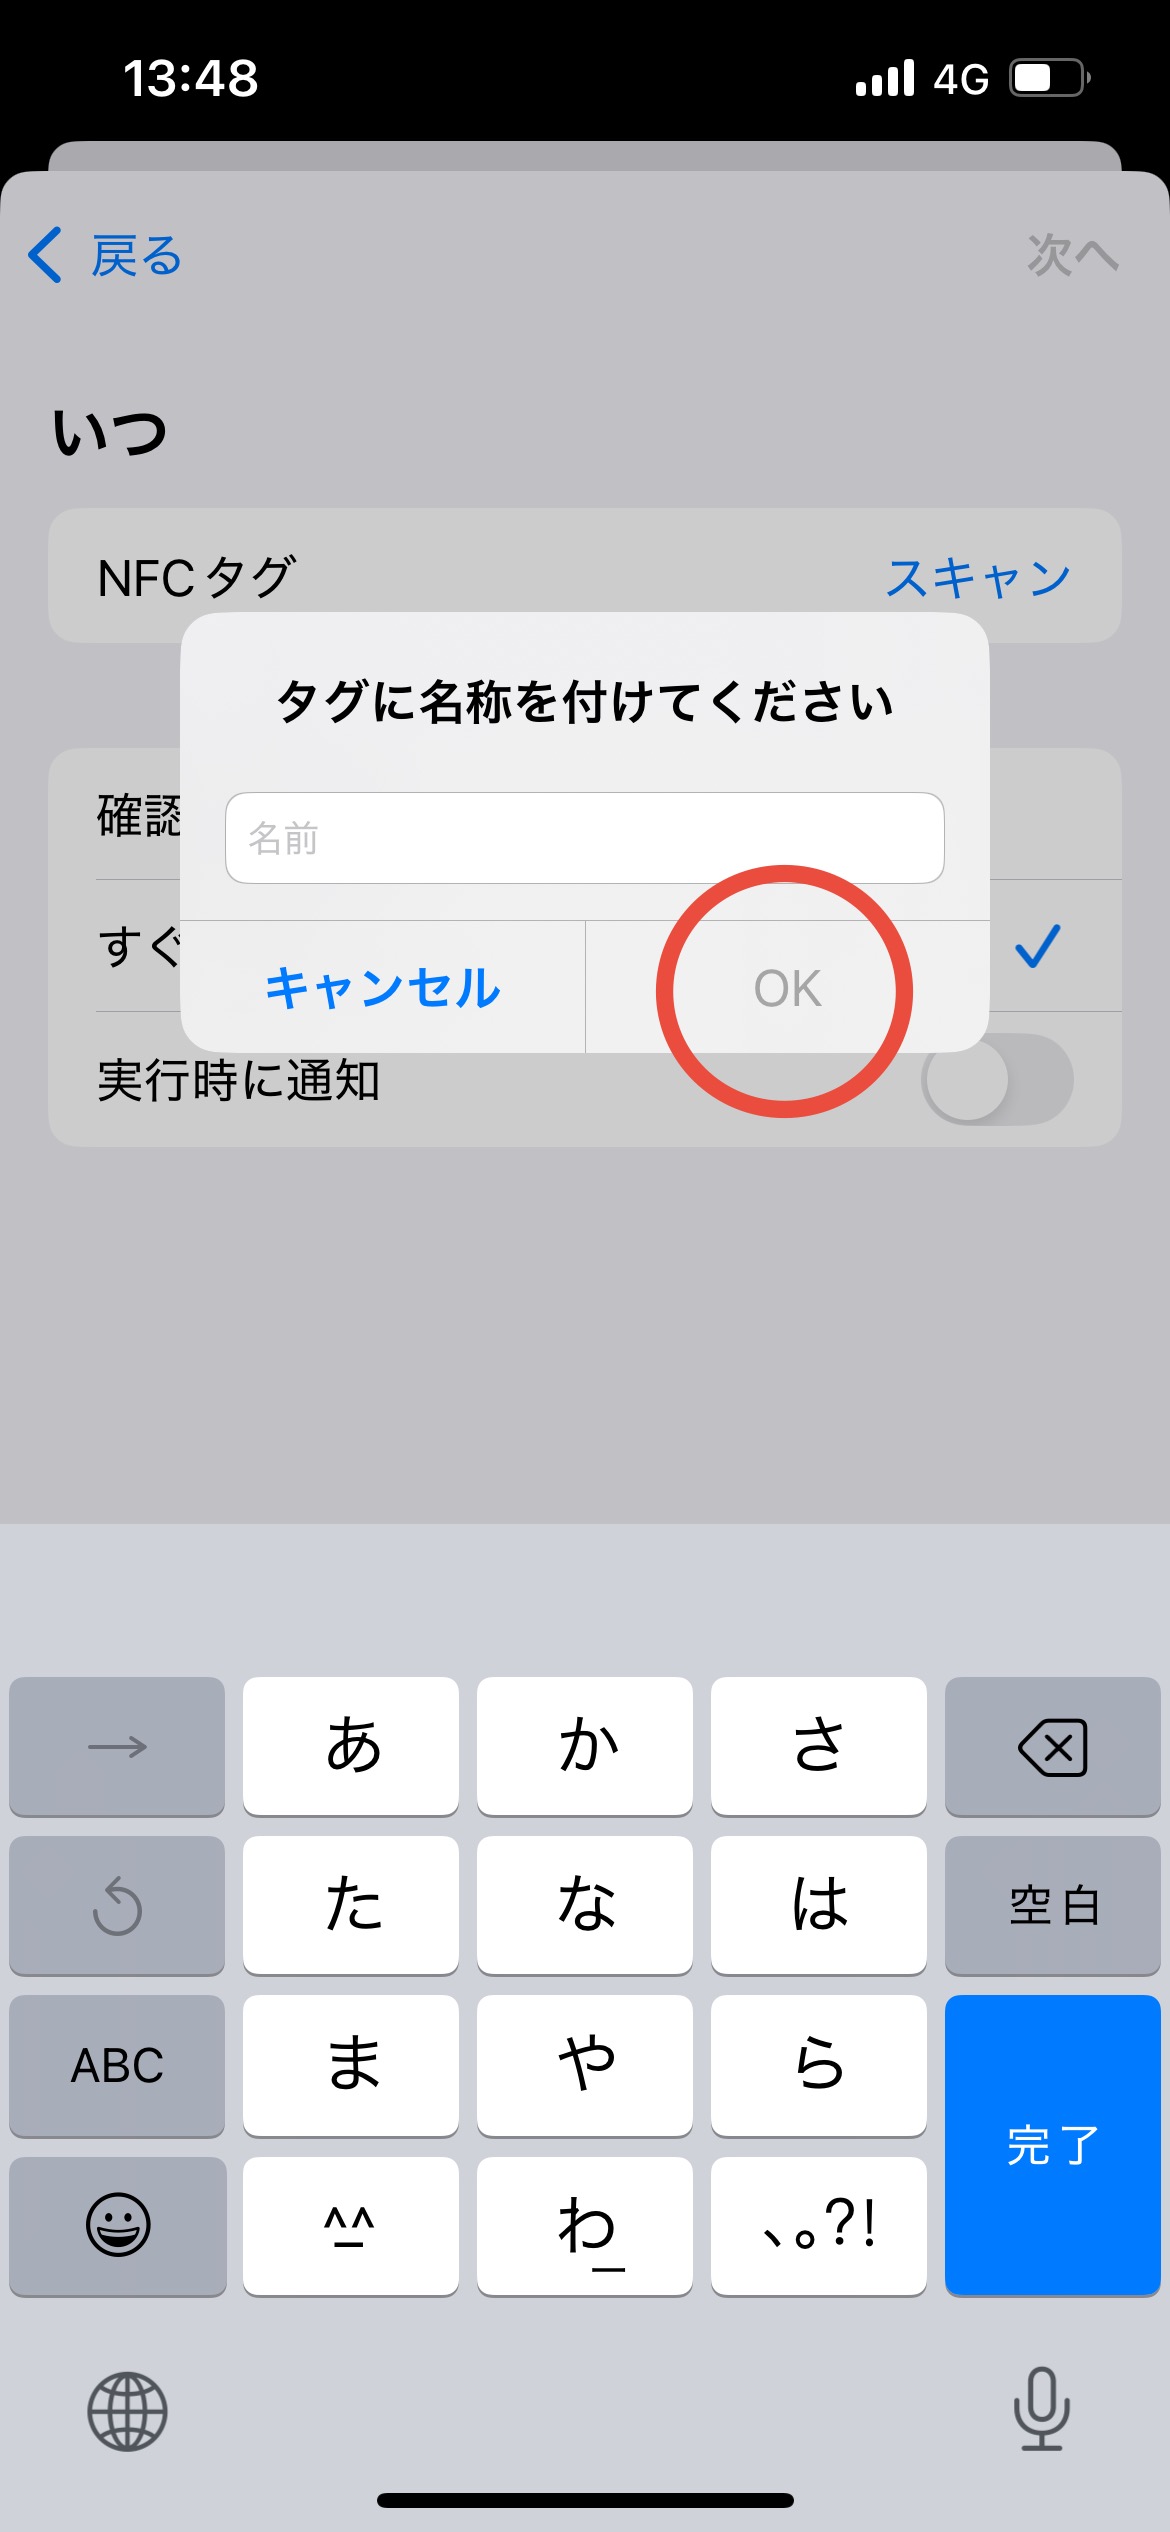 13:48
4G
戻る
次へ
いつ
NFCタグ
スキャン
タグに名称を付けてください
確認
名前
すぐ
キャンセル
OK
実行時に通知
→
あ
か
さ
た
な
は
空白
ABC
ま
や
ら
完了
^_^
わ_
、。?!